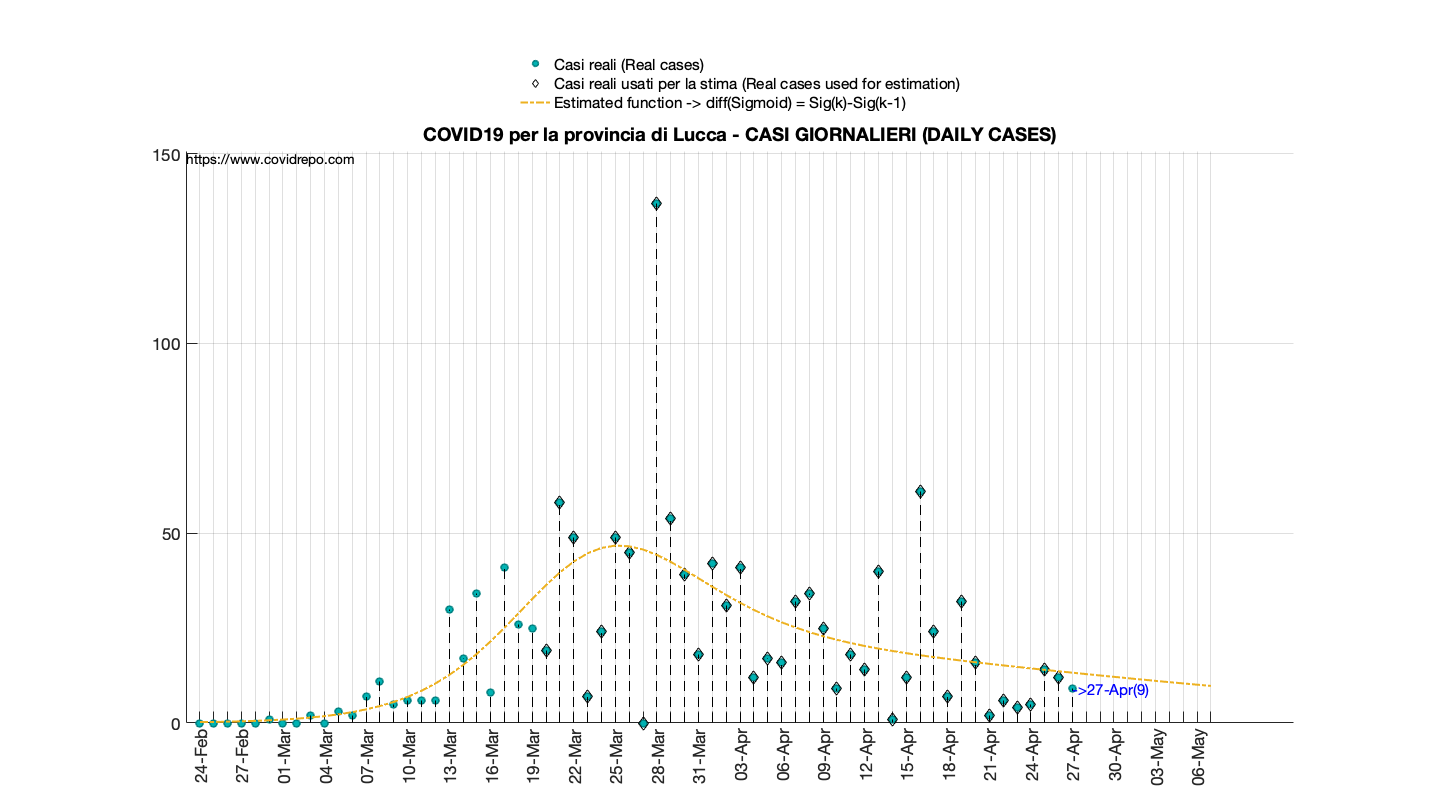 Casi reali (Real cases)
Casi reali usati per la stima (Real cases used for estimation)
Estimated function -> diff(Sigmoid) = Sig(k)-Sig(k-1)
COVID19 per la provincia di Lucca - CASI GIORNALIERI (DAILY CASES)
https://www.covidrepo.com
150
100
50
0
->27-Apr(9)
24-Feb
27-Feb
01-Mar
04-Mar
07-Mar
10-Mar
13-Mar
16-Mar
19-Mar
22-Mar
25-Mar
28-Mar
31-Mar
03-Apr
06-Apr
09-Apr
12-Apr
15-Apr
18-Apr
21-Apr
24-Apr
27-Apr
30-Apr
03-May
06-May